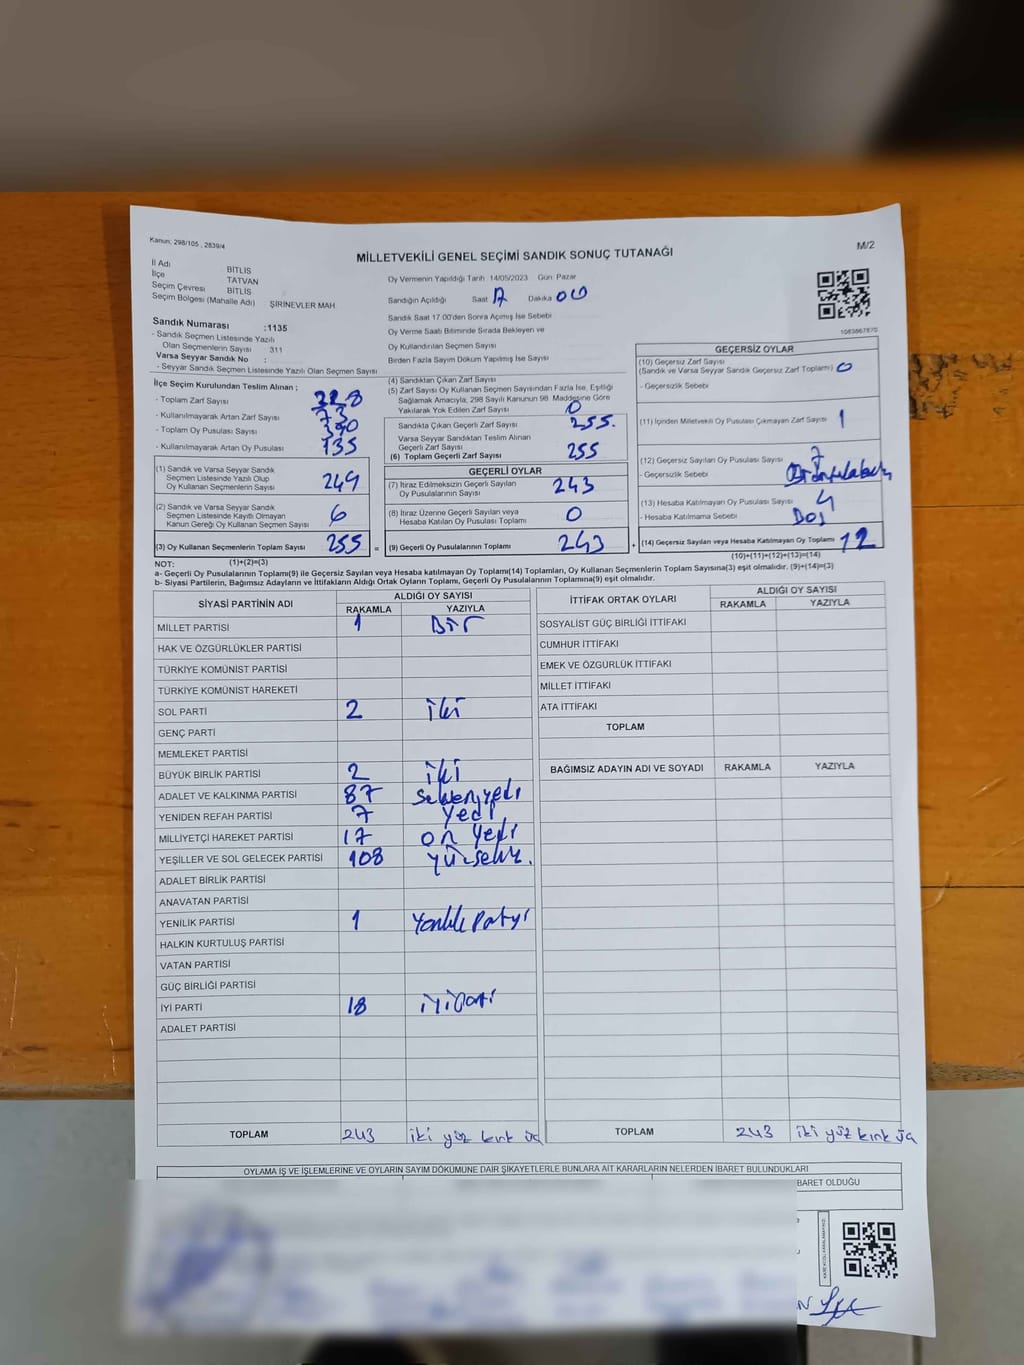 Kanun; 298/105 , 2839/4
MİLLETVEKİLİ GENEL SEÇİMİ SANDIK SONUÇ TUTANAĞI
M/2
İl Adı BİTLİS
İlçe TATVAN
Seçim Çevresi BİTLİS
Seçim Bölgesi (Mahalle Adı) ŞİRİNEVLER MAH.
Sandık Numarası :1135
- Sandık Seçmen Listesinde Yazılı
Olan Seçmenlerin Sayısı 311
Varsa Seyyar Sandık No :
- Seyyar Sandık Seçmen Listesinde Yazılı Olan Seçmen Sayısı
Oy Vermenin Yapıldığı Tarih 14/05/2023 Gün Pazar
Sandığın Açıldığı Saat 17 Dakika 00
Sandık Saat 17.00'den Sonra Açılmış İse Sebebi
Oy Verme Saati Bitiminde Sırada Bekleyen ve
Oy Kullandırılan Seçmen Sayısı
Birden Fazla Sayım Döküm Yapılmış İse Sayısı
1083867870
İlçe Seçim Kurulundan Teslim Alınan ;
- Toplam Zarf Sayısı 328
- Kullanılmayarak Artan Zarf Sayısı 73
- Toplam Oy Pusulası Sayısı 390
- Kullanılmayarak Artan Oy Pusulası 135
(1) Sandık ve Varsa Seyyar Sandık
Seçmen Listesinde Yazılı Olup
Oy Kullanan Seçmenlerin Sayısı 249
(2) Sandık ve Varsa Seyyar Sandık
Seçmen Listesinde Kayıtlı Olmayan
Kanun Gereği Oy Kullanan Seçmen Sayısı 6
(3) Oy Kullanan Seçmenlerin Toplam Sayısı 255 =
(1)+(2)=(3)
(4) Sandıktan Çıkan Zarf Sayısı
(5) Zarf Sayısı Oy Kullanan Seçmen Sayısından Fazla İse, Eşitliği
Sağlamak Amacıyla, 298 Sayılı Kanunun 98. Maddesine Göre
Yakılarak Yok Edilen Zarf Sayısı 0
Sandıkta Çıkan Geçerli Zarf Sayısı 255.
Varsa Seyyar Sandıktan Teslim Alınan
Geçerli Zarf Sayısı
(6) Toplam Geçerli Zarf Sayısı 255
GEÇERLİ OYLAR
(7) İtiraz Edilmeksizin Geçerli Sayılan
Oy Pusulalarının Sayısı 243
(8) İtiraz Üzerine Geçerli Sayılan veya
Hesaba Katılan Oy Pusulası Toplamı 0
(9) Geçerli Oy Pusulalarının Toplamı 243 +
GEÇERSİZ OYLAR
(10) Geçersiz Zarf Sayısı
(Sandık ve Varsa Seyyar Sandık Geçersiz Zarf Toplamı) 0
- Geçersizlik Sebebi
(11) İçinden Milletvekili Oy Pusulası Çıkmayan Zarf Sayısı 1
(12) Geçersiz Sayılan Oy Pusulası Sayısı 7
- Geçersizlik Sebebi
(13) Hesaba Katılmayan Oy Pusulası Sayısı 4
- Hesaba Katılmama Sebebi Boş
(14) Geçersiz Sayılan veya Hesaba Katılmayan Oy Toplamı 12
(10)+(11)+(12)+(13)=(14)
NOT:
a- Geçerli Oy Pusulalarının Toplamı(9) ile Geçersiz Sayılan veya Hesaba katılmayan Oy Toplamı(14) Toplamları, Oy Kullanan Seçmenlerin Toplam Sayısına(3) eşit olmalıdır. (9)+(14)=(3)
b- Siyasi Partilerin, Bağımsız Adayların ve İttifakların Aldığı Ortak Oyların Toplamı, Geçerli Oy Pusulalarının Toplamına(9) eşit olmalıdır.
SİYASİ PARTİNİN ADI ALDIĞI OY SAYISI
RAKAMLA YAZIYLA
MİLLET PARTİSİ 1 Bir
HAK VE ÖZGÜRLÜKLER PARTİSİ
TÜRKİYE KOMÜNİST PARTİSİ
TÜRKİYE KOMÜNİST HAREKETİ
SOL PARTİ 2 iki
GENÇ PARTİ
MEMLEKET PARTİSİ
BÜYÜK BİRLİK PARTİSİ 2 iki
ADALET VE KALKINMA PARTİSİ 87 Seksenyedi
YENİDEN REFAH PARTİSİ 7 Yedi
MİLLİYETÇİ HAREKET PARTİSİ 17 on yedi
YEŞİLLER VE SOL GELECEK PARTİSİ 108 yüzsekiz.
ADALET BİRLİK PARTİSİ
ANAVATAN PARTİSİ
YENİLİK PARTİSİ 1
HALKIN KURTULUŞ PARTİSİ
VATAN PARTİSİ
GÜÇ BİRLİĞİ PARTİSİ
İYİ PARTİ 18 iyiparti
ADALET PARTİSİ
TOPLAM 243 iki yüz kırk üç
İTTİFAK ORTAK OYLARI ALDIĞI OY SAYISI
RAKAMLA YAZIYLA
SOSYALİST GÜÇ BİRLİĞİ İTTİFAKI
CUMHUR İTTİFAKI
EMEK VE ÖZGÜRLÜK İTTİFAKI
MİLLET İTTİFAKI
ATA İTTİFAKI
TOPLAM
BAĞIMSIZ ADAYIN ADI VE SOYADI RAKAMLA YAZIYLA
TOPLAM 243 iki yüz kırk üç
OYLAMA İŞ VE İŞLEMLERİNE VE OYLARIN SAYIM DÖKÜMÜNE DAİR ŞİKAYETLERLE BUNLARA AİT KARARLARIN NELERDEN İBARET BULUNDUKLARI
BARET OLDUĞU